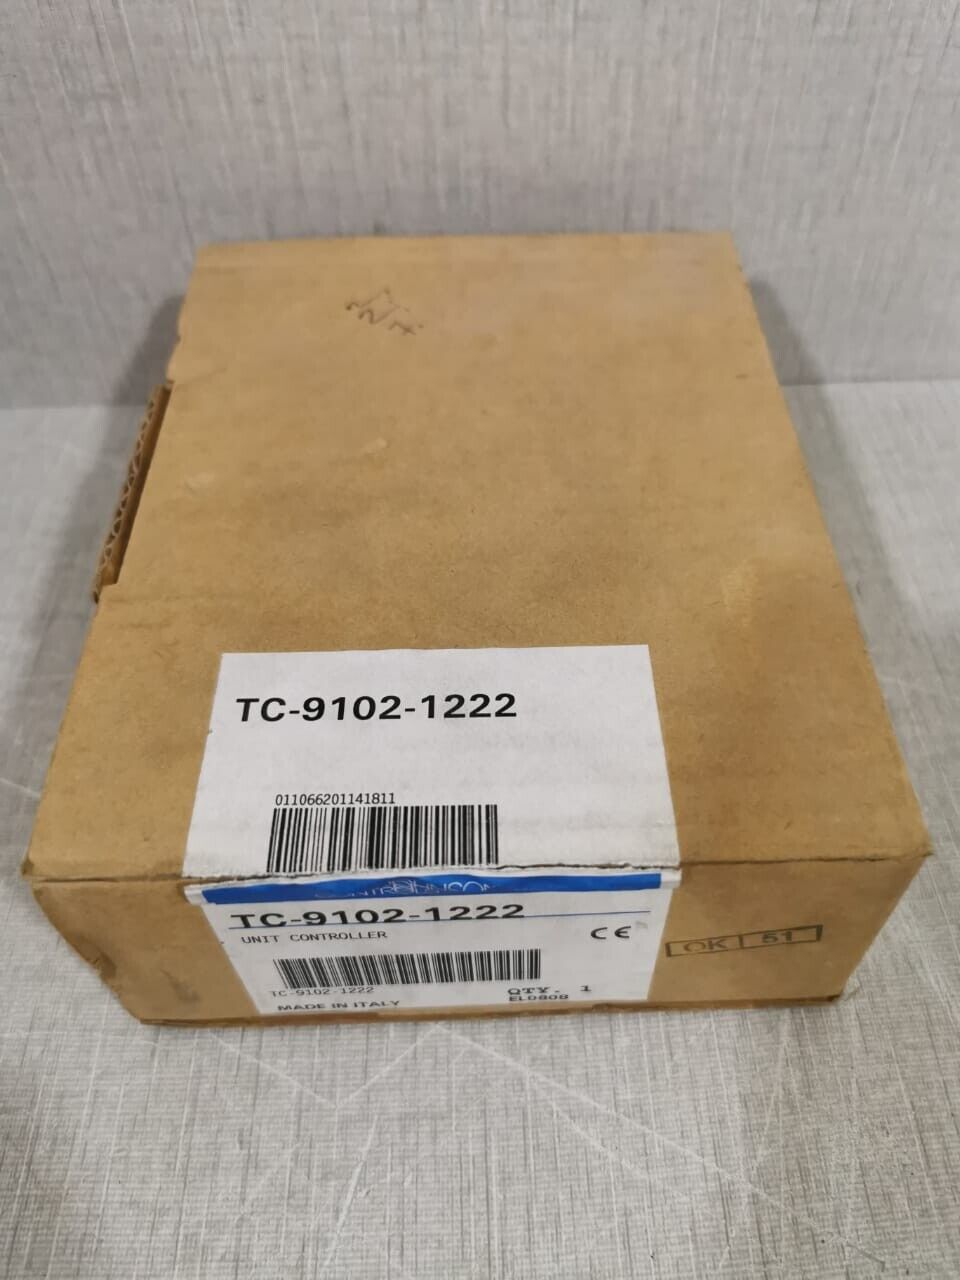 TC-9102-1222
011066201141811
TC-9102-1222
UNIT CONTROLLER
CE
TC-9102-1222
QTY. 1
MADE IN ITALY
OK 51